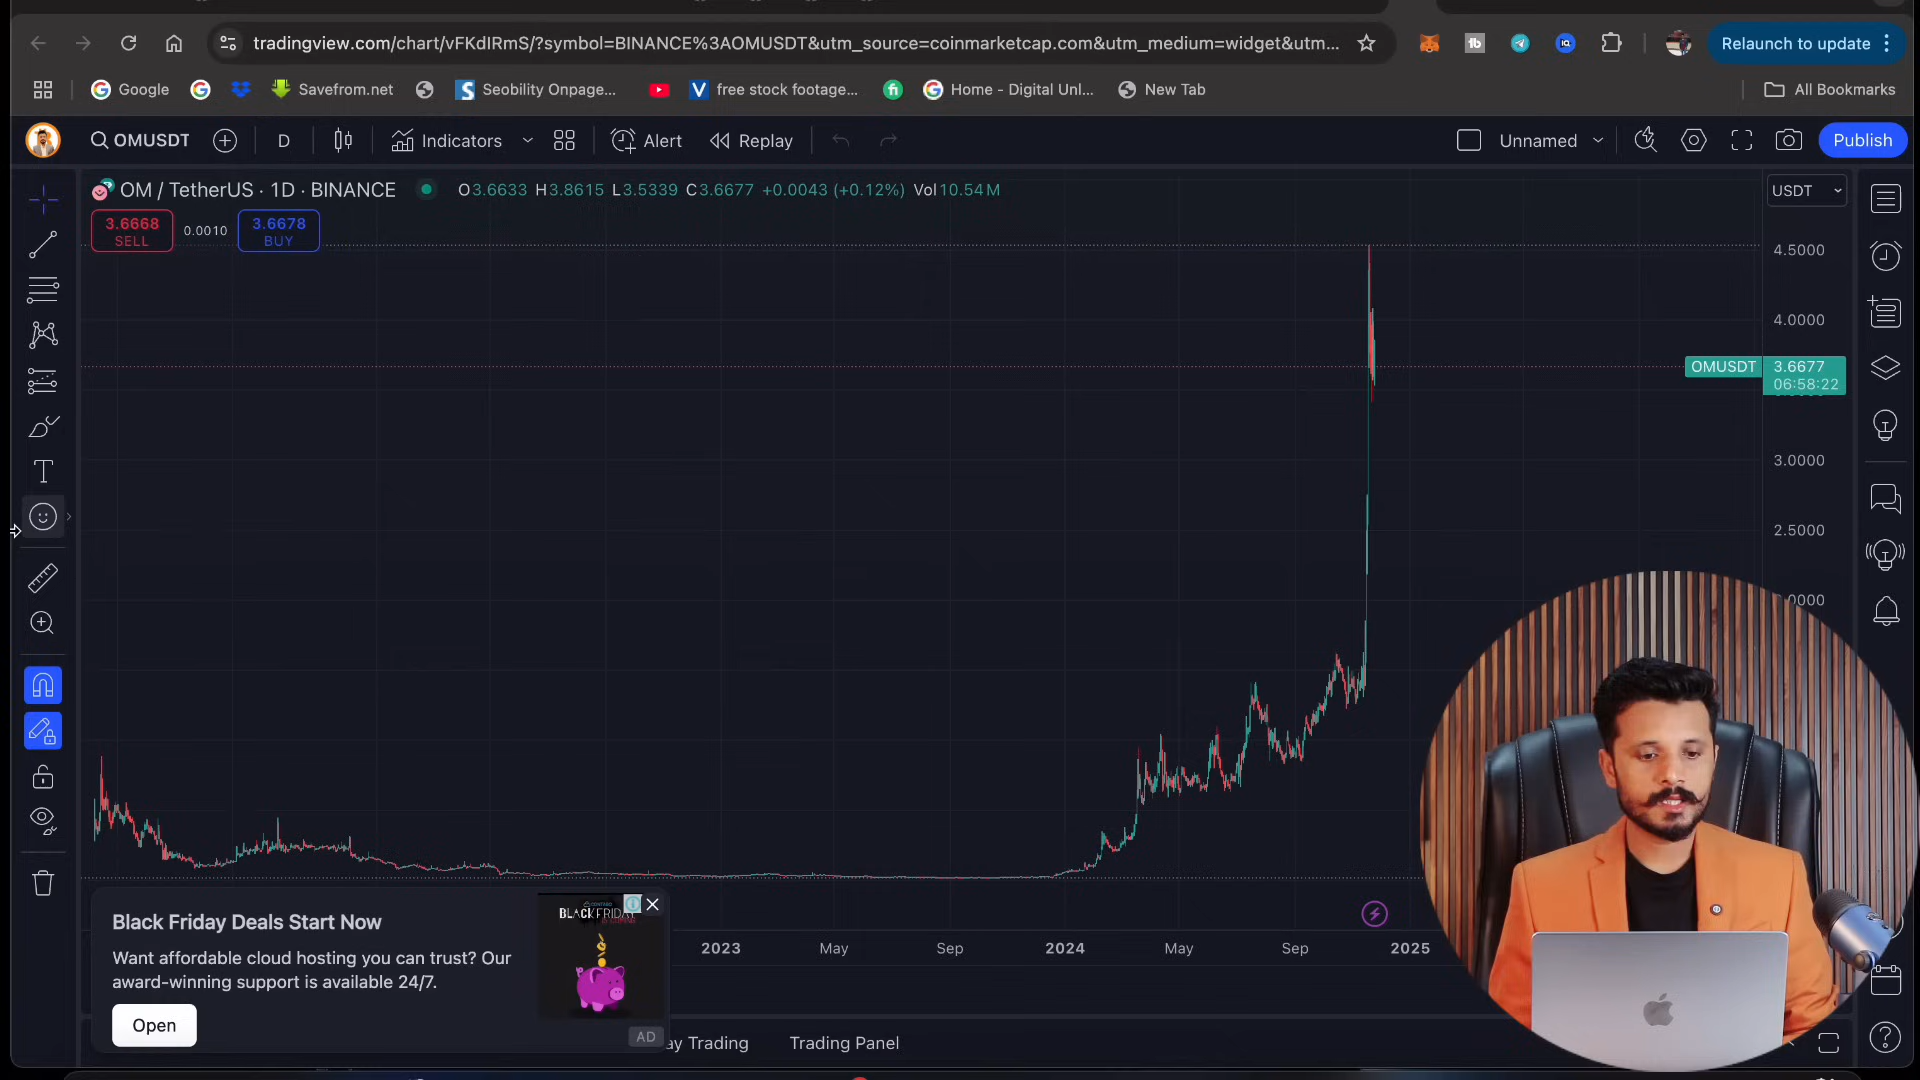 tradingview.com/chart/vFKdIRmS/?symbol=BINANCE%3AOMUSDT&utm_source=coinmarketcap.com&utm_medium=widget&utm...
Relaunch to update
Google
Savefrom.net
Seobility Onpage...
free stock footage...
Home - Digital Unl...
New Tab
All Bookmarks
OMUSDT
D
Indicators
Alert
Replay
Unnamed
Publish
OM / TetherUS · 1D · BINANCE
O3.6633 H3.8615 L3.5339 C3.6677 +0.0043 (+0.12%) Vol10.54 M
USDT
3.6668
SELL
0.0010
3.6678
BUY
4.5000
4.0000
OMUSDT
3.6677
06:58:22
3.0000
2.5000
Black Friday Deals Start Now
Want affordable cloud hosting you can trust? Our
award-winning support is available 24/7.
Open
BLACK FRIDAY
AD
2023
May
Sep
2024
May
Sep
2025
Trading
Trading Panel